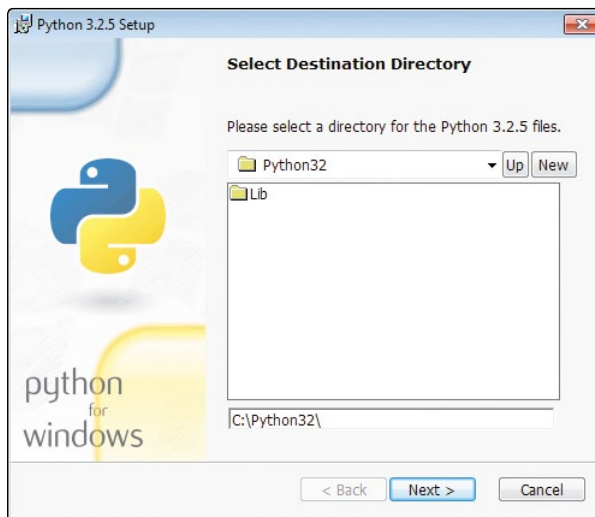 Python 3.2.5 Setup
Select Destination Directory
Please select a directory for the Python 3.2.5 files.
Python32
Up
New
Lib
C:\Python32\
python
for
windows
< Back
Next >
Cancel